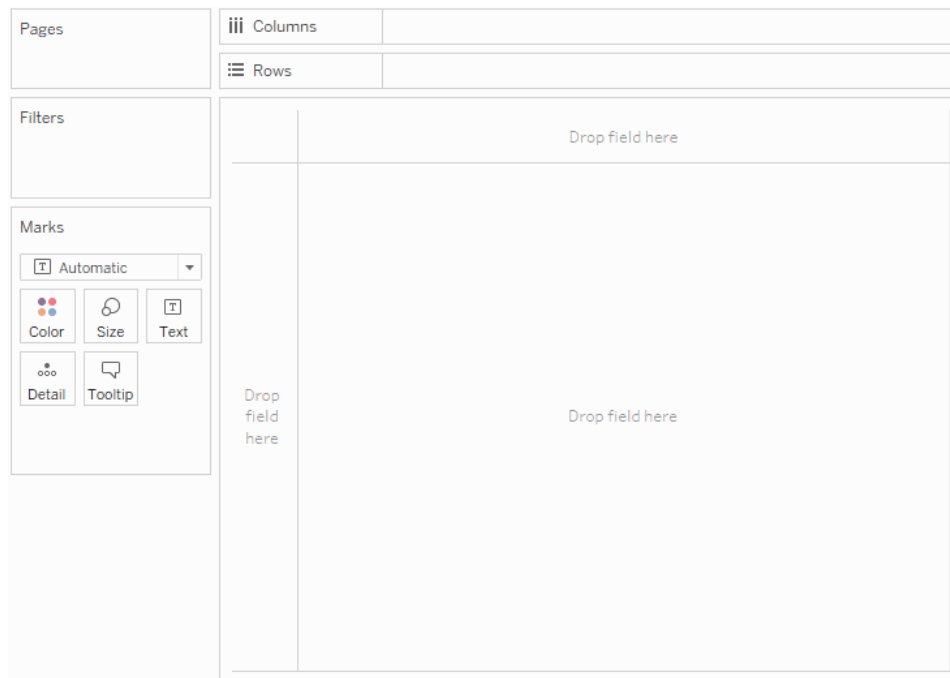 Pages
Columns
Rows
Filters
Drop field here
Marks
T Automatic
Color
Size
T
Text
Detail
Tooltip
Drop
field
here
Drop field here